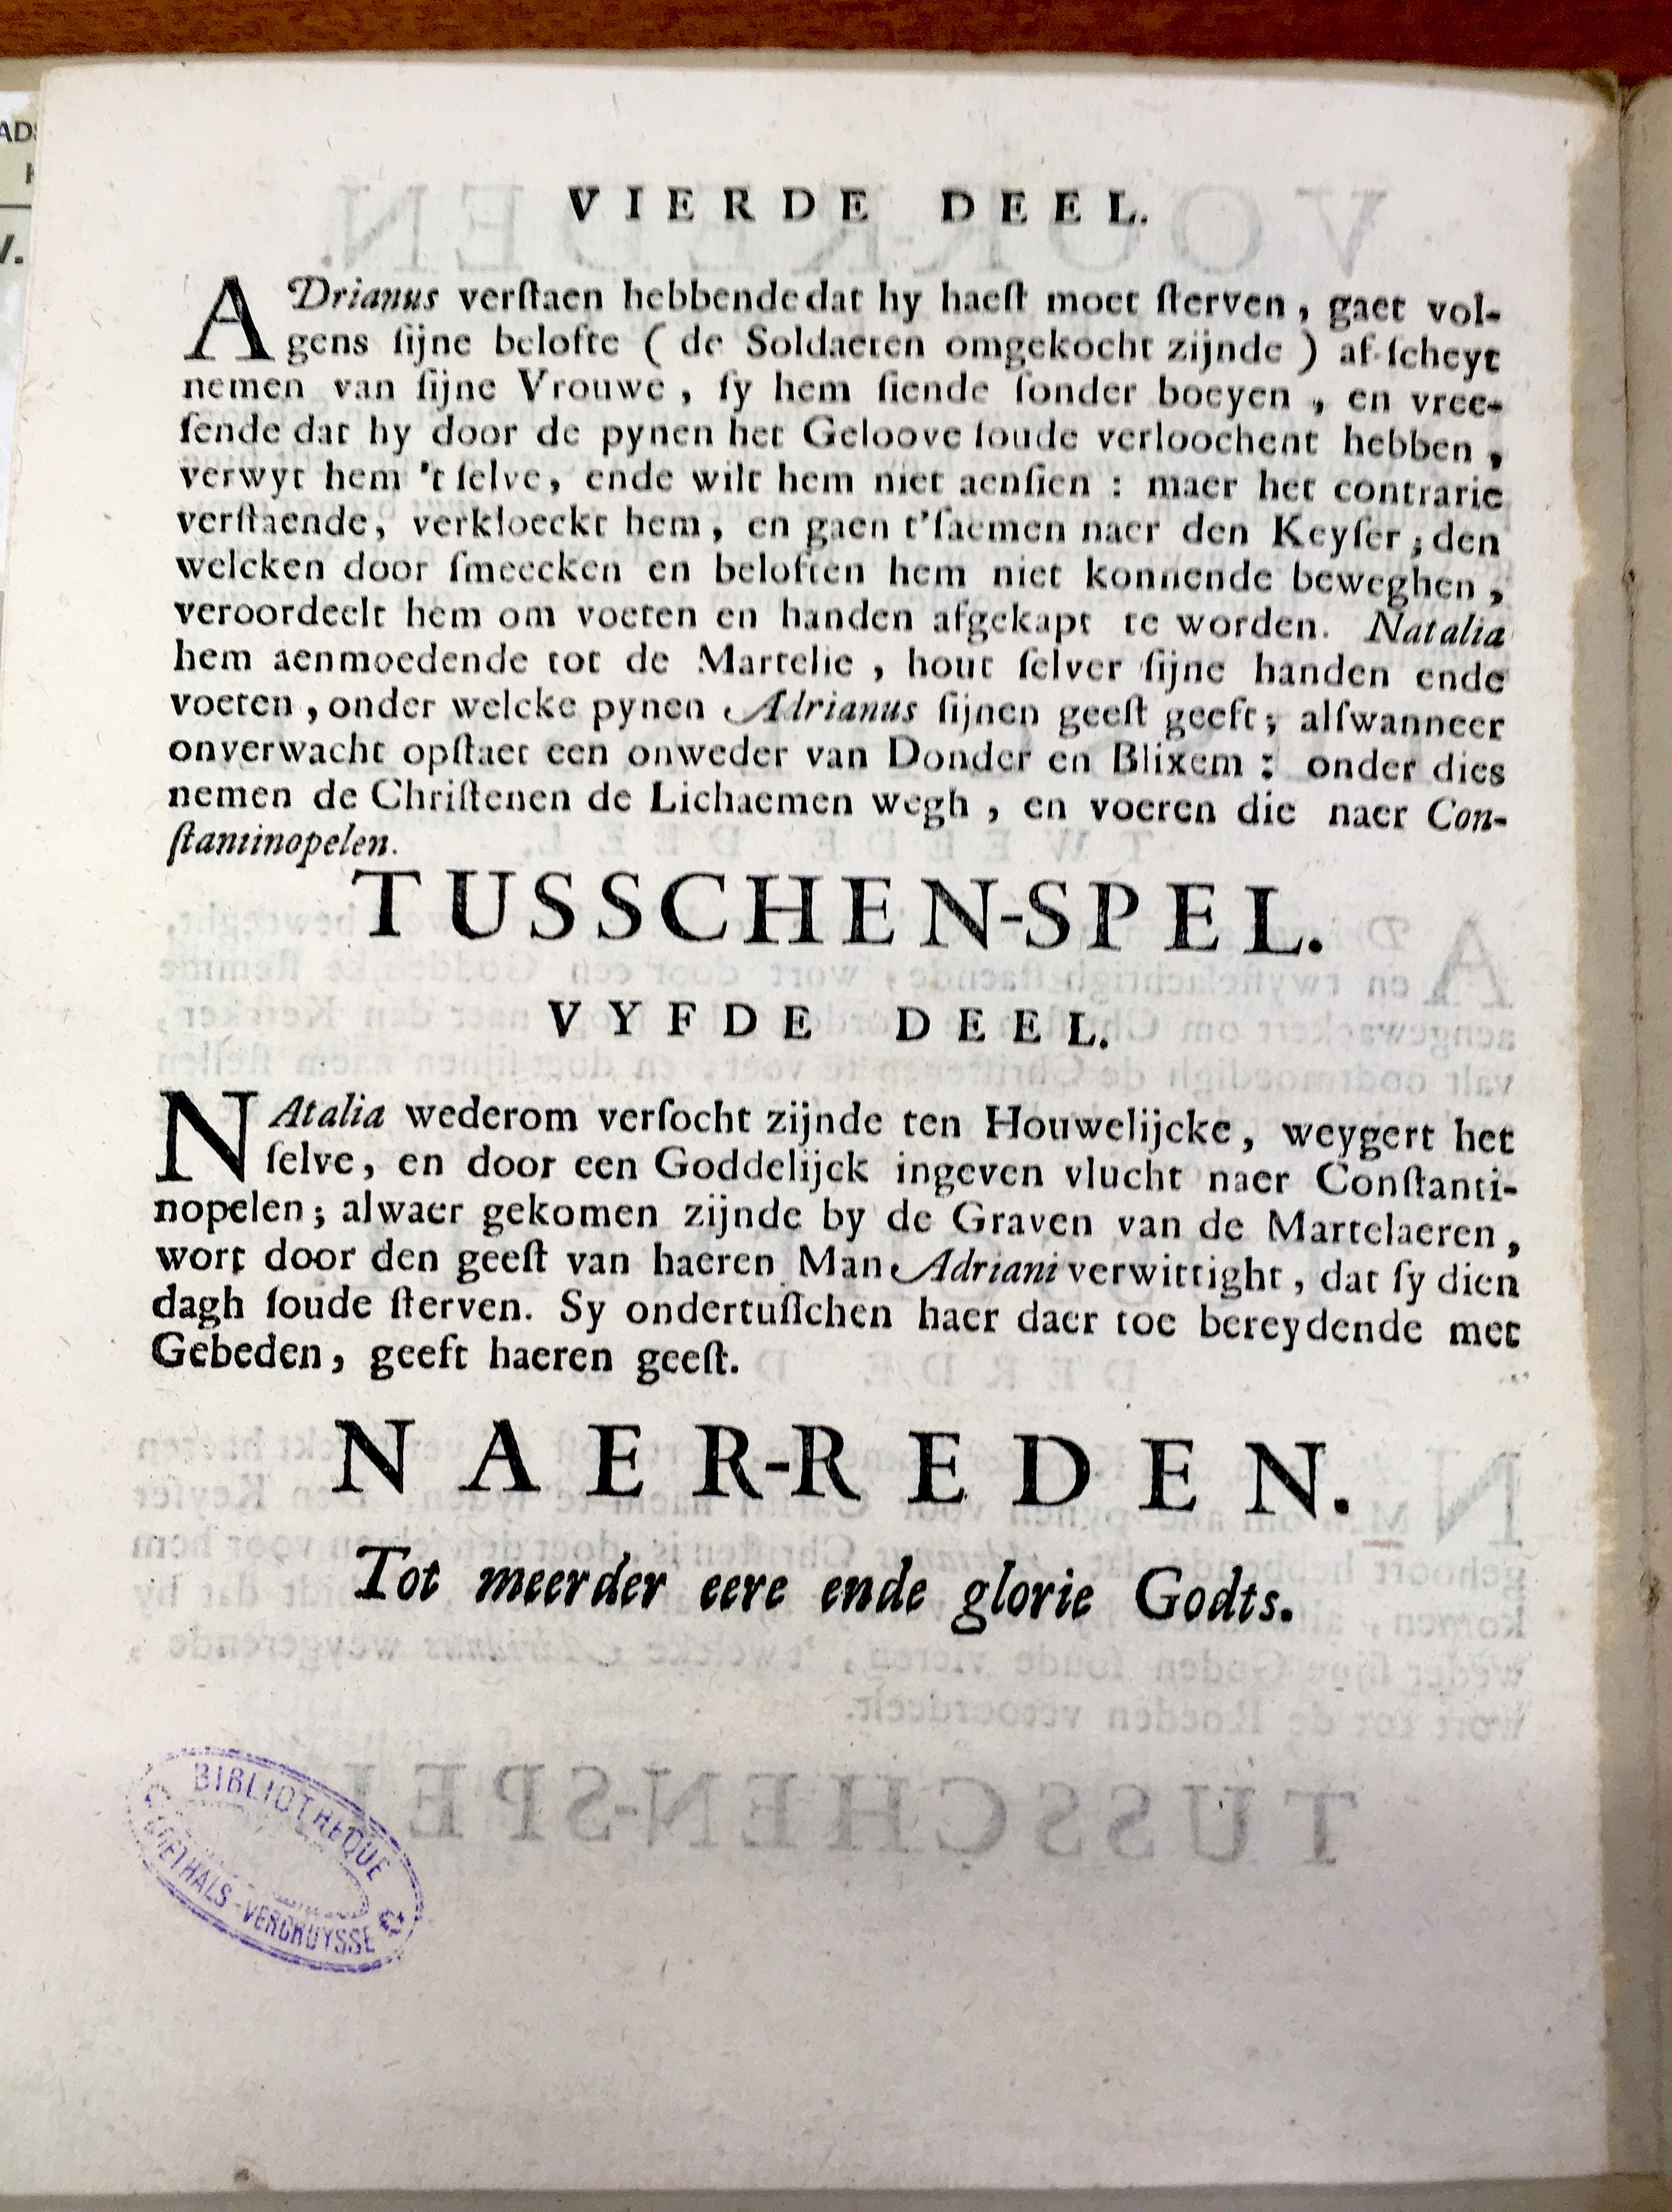 VIERDE DEEL.
ADrianus verſtaen hebbende dat hy haeſt moet ſterven, gaet vol-
gens ſijne belofte ( de Soldaeten omgekocht zijnde ) af-ſcheyt
nemen van ſijne Vrouwe, ſy hem ſiende ſonder boeyen, en vree-
ſende dat hy door de pynen het Geloove ſoude verloochent hebben,
verwyt hem 't ſelve, ende wilt hem niet aenſien : maer het contrarie
verſtaende, verkloeckt hem, en gaen t'ſaemen naer den Keyſer; den
welcken door ſmeecken en beloften hem niet konnende beweghen,
veroordeelt hem om voeten en handen afgekapt te worden. Natalia
hem aenmoedende tot de Martelie, hout ſelver ſijne handen ende
voeten, onder welcke pynen Adrianus ſijnen geeſt geeft; alſwanneer
onverwacht opſtaet een onweder van Donder en Blixem : onder dies
nemen de Chriſtenen de Lichaemen wegh, en voeren die naer Con-
ſtantinopelen.
TUSSCHEN-SPEL.
VYFDE DEEL.
NAtalia wederom verſocht zijnde ten Houwelijcke, weygert het
ſelve, en door een Goddelijck ingeven vlucht naer Conſtanti-
nopelen; alwaer gekomen zijnde by de Graven van de Martelaeren,
wort door den geeſt van haeren Man Adriani verwittight, dat ſy dien
dagh ſoude ſterven. Sy ondertuſſchen haer daer toe bereydende met
Gebeden, geeft haeren geeſt.
NAER-REDEN.
Tot meerder eere ende glorie Godts.
BIBLIOTHEQUE
GOETHALS-VERCRUYSSE